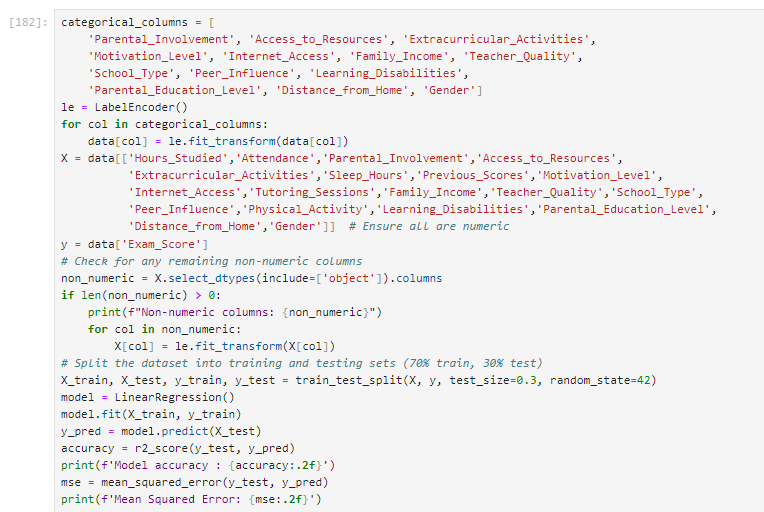 [182]: categorical_columns = [
    'Parental_Involvement', 'Access_to_Resources', 'Extracurricular_Activities',
    'Motivation_Level', 'Internet_Access', 'Family_Income', 'Teacher_Quality',
    'School_Type', 'Peer_Influence', 'Learning_Disabilities',
    'Parental_Education_Level', 'Distance_from_Home', 'Gender']
le = LabelEncoder()
for col in categorical_columns:
    data[col] = le.fit_transform(data[col])
X = data[['Hours_Studied','Attendance','Parental_Involvement','Access_to_Resources',
          'Extracurricular_Activities','Sleep_Hours','Previous_Scores','Motivation_Level',
          'Internet_Access','Tutoring_Sessions','Family_Income','Teacher_Quality','School_Type',
          'Peer_Influence','Physical_Activity','Learning_Disabilities','Parental_Education_Level',
          'Distance_from_Home','Gender']]  # Ensure all are numeric
y = data['Exam_Score']
# Check for any remaining non-numeric columns
non_numeric = X.select_dtypes(include=['object']).columns
if len(non_numeric) > 0:
    print(f"Non-numeric columns: {non_numeric}")
    for col in non_numeric:
        X[col] = le.fit_transform(X[col])
# Split the dataset into training and testing sets (70% train, 30% test)
X_train, X_test, y_train, y_test = train_test_split(X, y, test_size=0.3, random_state=42)
model = LinearRegression()
model.fit(X_train, y_train)
y_pred = model.predict(X_test)
accuracy = r2_score(y_test, y_pred)
print(f'Model accuracy : {accuracy:.2f}')
mse = mean_squared_error(y_test, y_pred)
print(f'Mean Squared Error: {mse:.2f}')